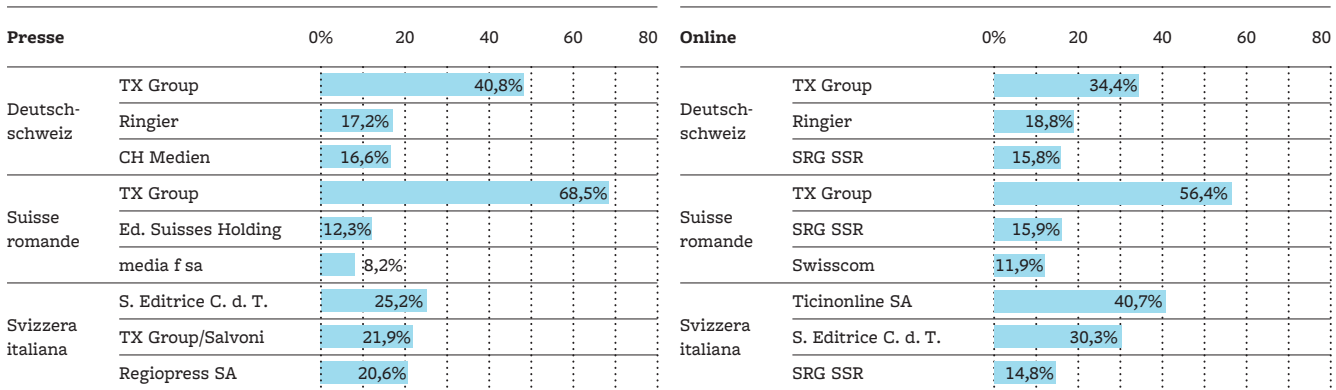 Presse 0% 20 40 60 80
Deutsch-
schweiz
TX Group 40,8%
Ringier 17,2%
CH Medien 16,6%
Suisse
romande
TX Group 68,5%
Ed. Suisses Holding 12,3%
media f sa 8,2%
Svizzera
italiana
S. Editrice C. d. T. 25,2%
TX Group/Salvoni 21,9%
Regiopress SA 20,6%
Online 0% 20 40 60 80
Deutsch-
schweiz
TX Group 34,4%
Ringier 18,8%
SRG SSR 15,8%
Suisse
romande
TX Group 56,4%
SRG SSR 15,9%
Swisscom 11,9%
Svizzera
italiana
Ticinonline SA 40,7%
S. Editrice C. d. T. 30,3%
SRG SSR 14,8%